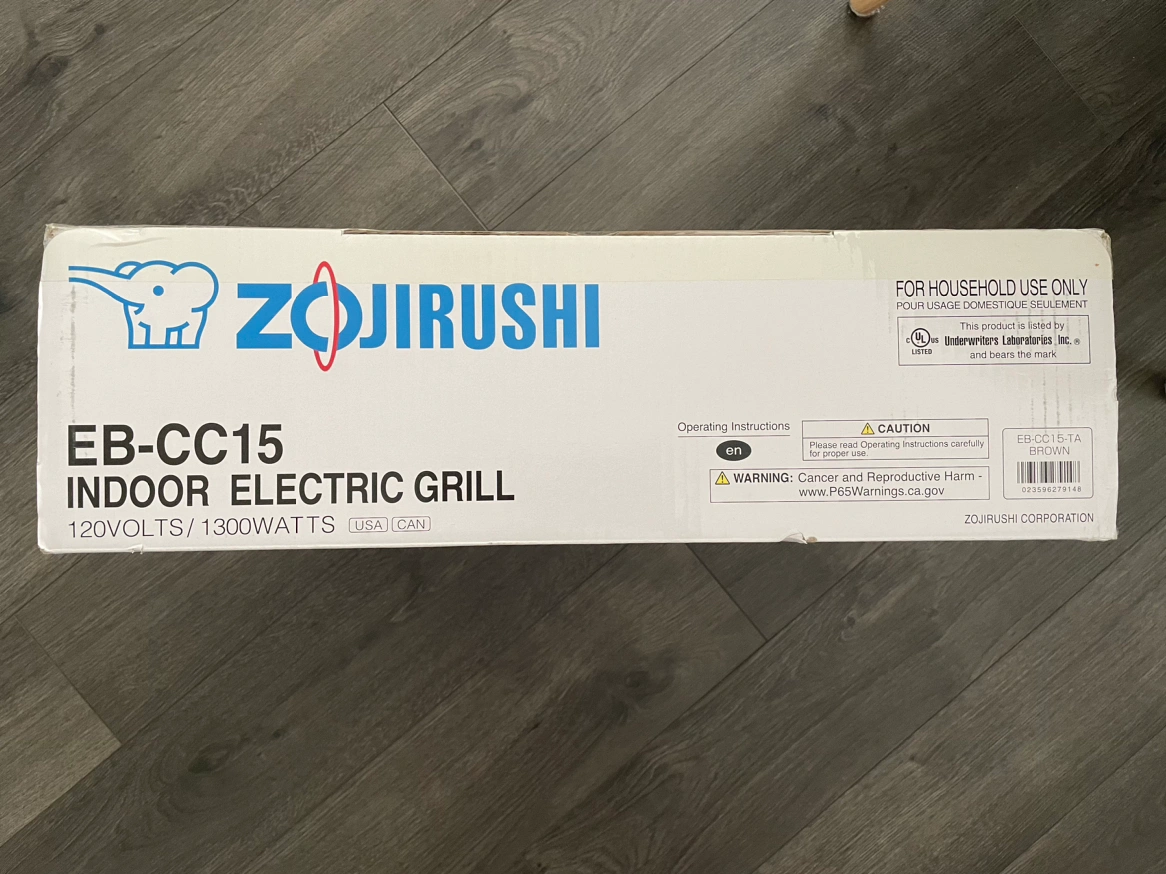 ZOJIRUSHI
EB-CC15
INDOOR ELECTRIC GRILL
120VOLTS/1300WATTS USA CAN
FOR HOUSEHOLD USE ONLY
POUR USAGE DOMESTIQUE SEULEMENT
C UL US
LISTED
This product is listed by
Underwriters Laboratories Inc.®
and bears the mark
Operating Instructions
en
CAUTION
Please read Operating Instructions carefully
for proper use.
WARNING: Cancer and Reproductive Harm -
www.P65Warnings.ca.gov
EB-CC15-TA
BROWN
023596279148
ZOJIRUSHI CORPORATION